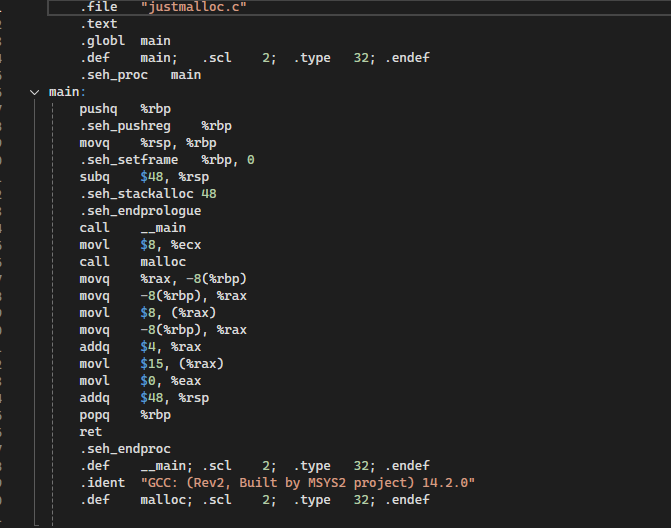 .file "justmalloc.c"
.text
.globl main
.def main; .scl 2; .type 32; .endef
.seh_proc main
main:
pushq %rbp
.seh_pushreg %rbp
movq %rsp, %rbp
.seh_setframe %rbp, 0
subq $48, %rsp
.seh_stackalloc 48
.seh_endprologue
call __main
movl $8, %ecx
call malloc
movq %rax, -8(%rbp)
movq -8(%rbp), %rax
movl $8, (%rax)
movq -8(%rbp), %rax
addq $4, %rax
movl $15, (%rax)
movl $0, %eax
addq $48, %rsp
popq %rbp
ret
.seh_endproc
.def __main; .scl 2; .type 32; .endef
.ident "GCC: (Rev2, Built by MSYS2 project) 14.2.0"
.def malloc; .scl 2; .type 32; .endef